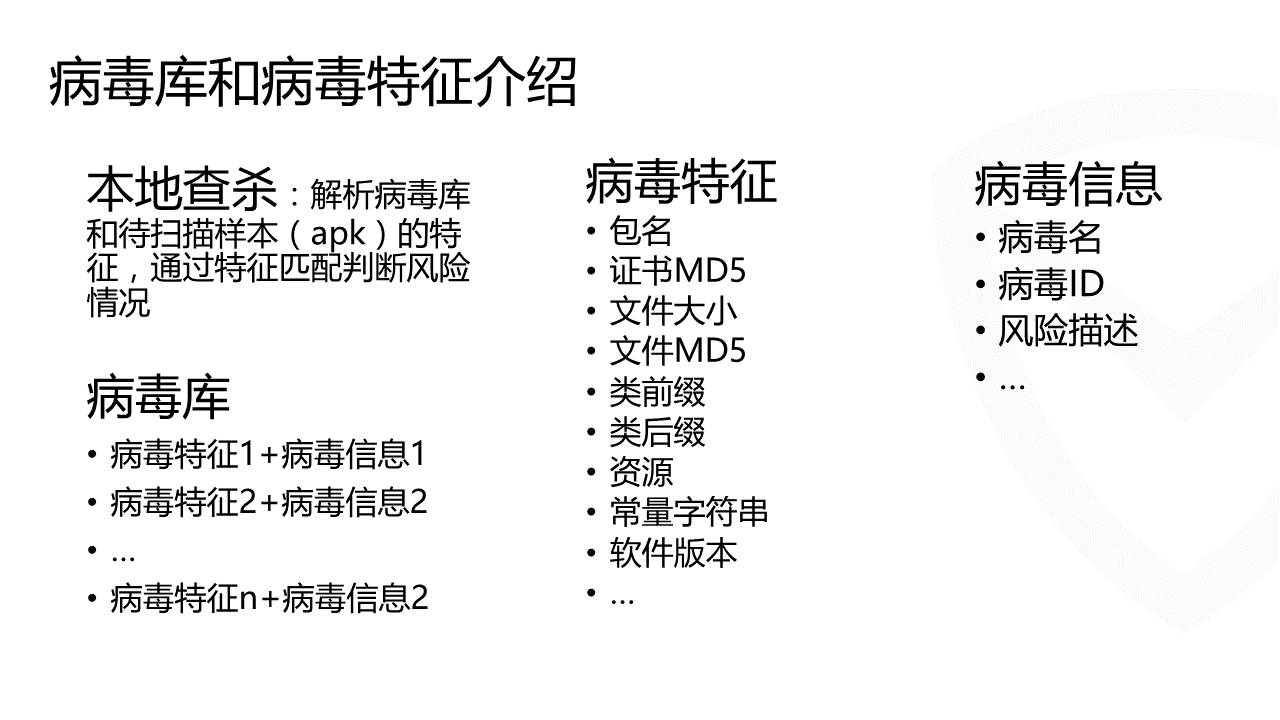 病毒库和病毒特征介绍
本地查杀：解析病毒库
和待扫描样本（apk）的特
征，通过特征匹配判断风险
情况
病毒库
• 病毒特征1+病毒信息1
• 病毒特征2+病毒信息2
• …
• 病毒特征n+病毒信息2
病毒特征
• 包名
• 证书MD5
• 文件大小
• 文件MD5
• 类前缀
• 类后缀
• 资源
• 常量字符串
• 软件版本
• …
病毒信息
• 病毒名
• 病毒ID
• 风险描述
• …